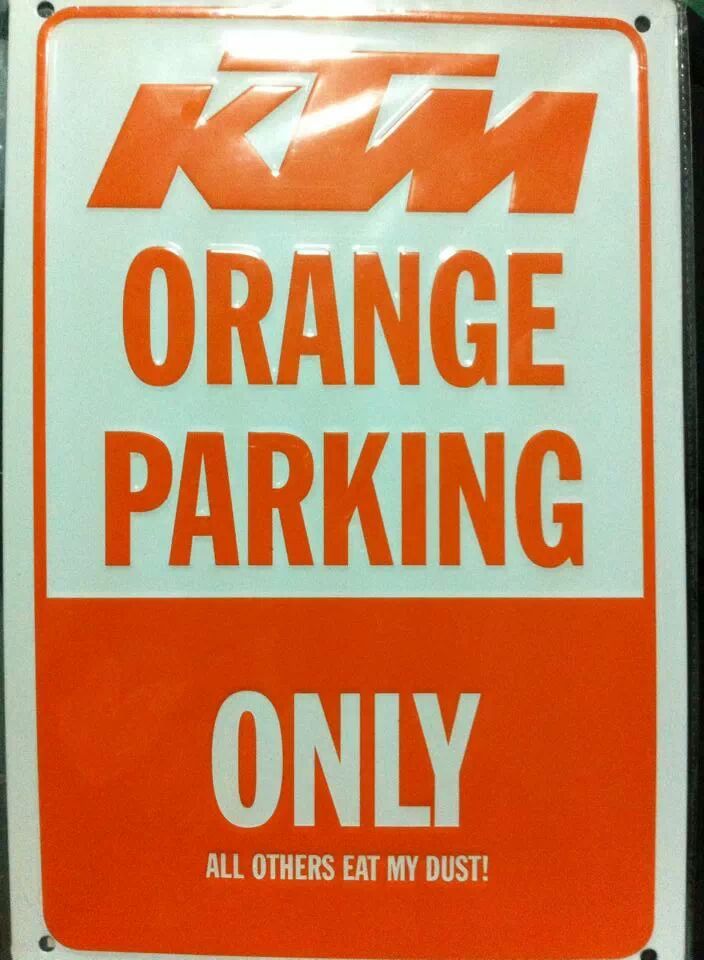 KTM
ORANGE
PARKING
ONLY
ALL OTHERS EAT MY DUST!